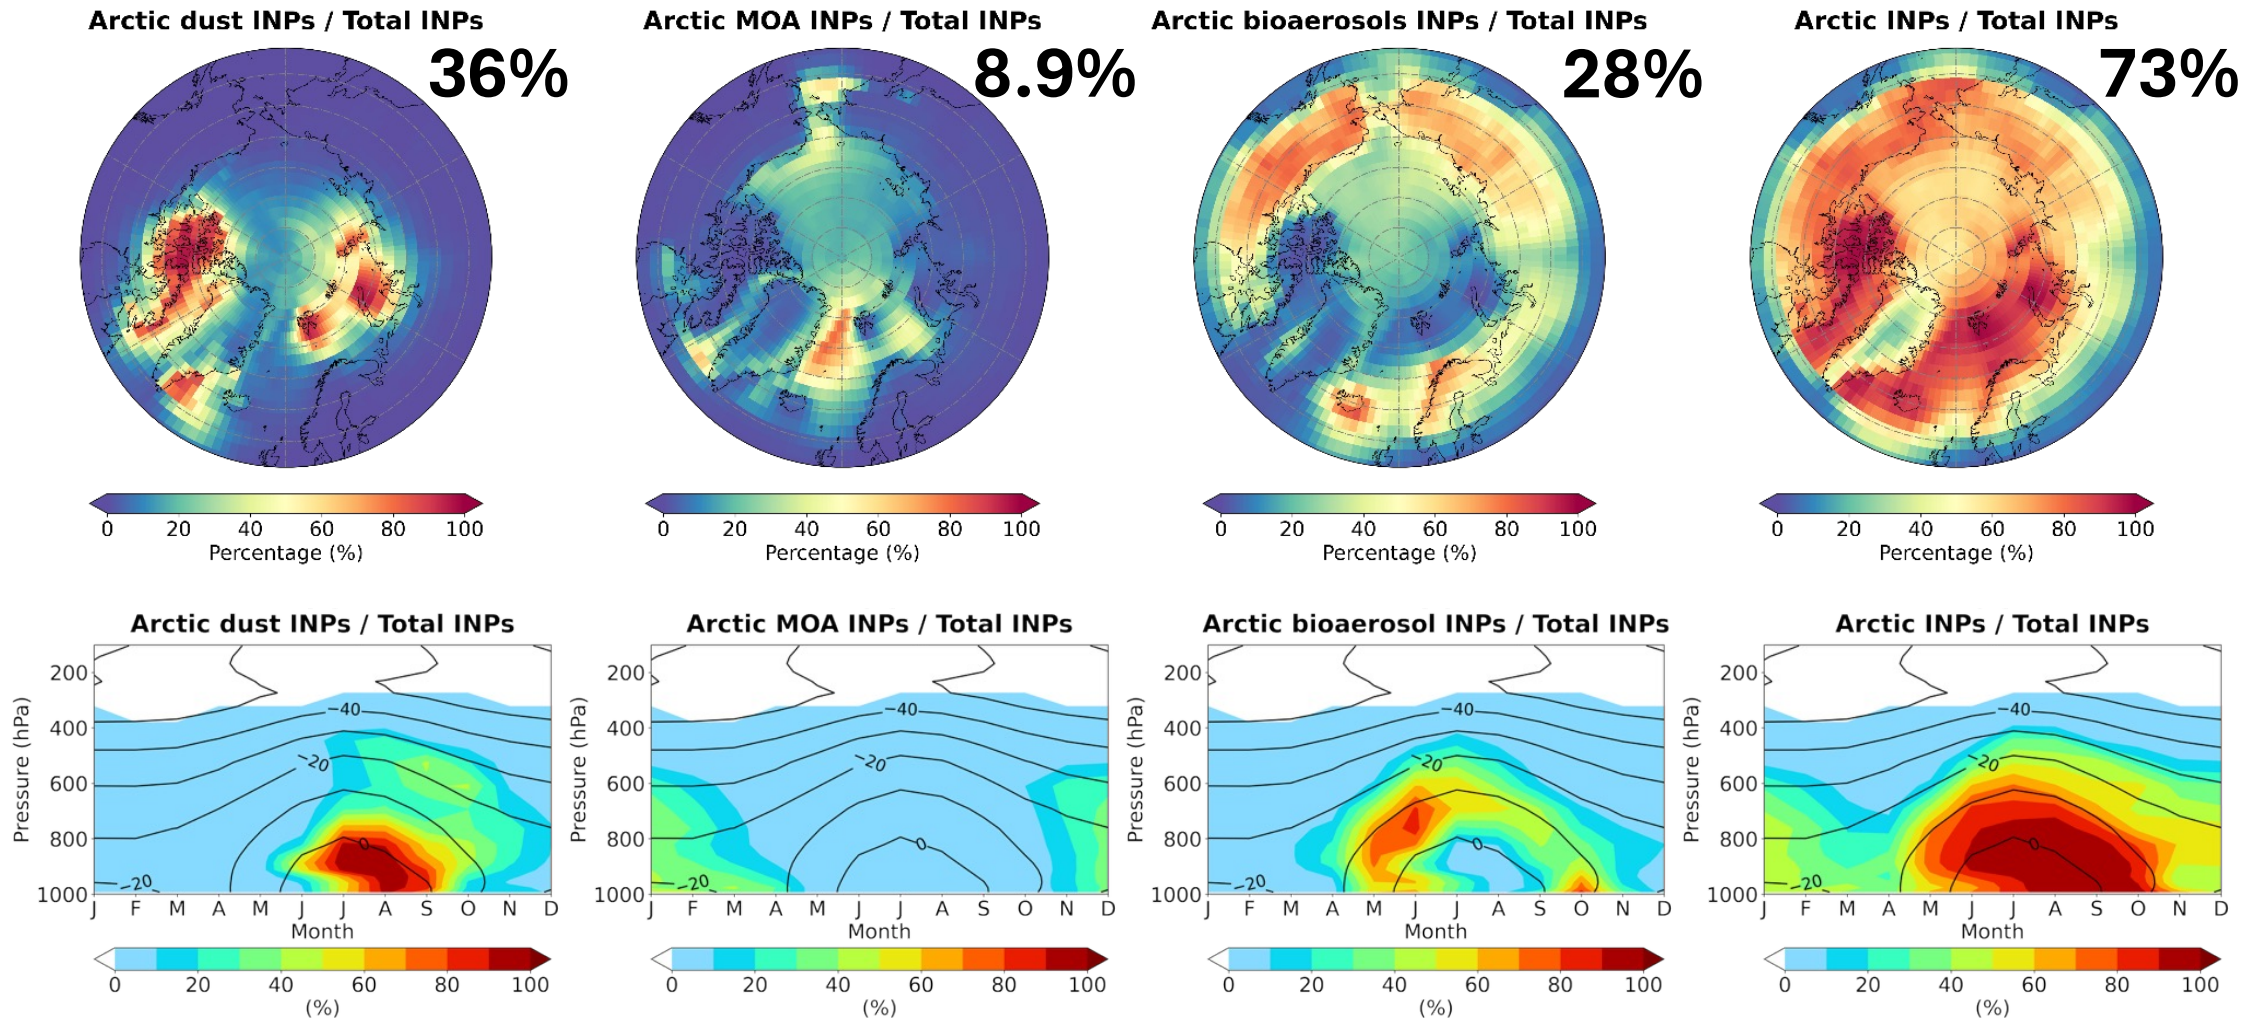 Arctic dust INPs / Total INPs
36%
Arctic MOA INPs / Total INPs
8.9%
Arctic bioaerosols INPs / Total INPs
28%
Arctic INPs / Total INPs
73%
0 20 40 60 80 100
Percentage (%)
0 20 40 60 80 100
Percentage (%)
0 20 40 60 80 100
Percentage (%)
0 20 40 60 80 100
Percentage (%)
Arctic dust INPs / Total INPs
Pressure (hPa)
200
400
600
800
1000
−40
−20
0
−20
J F M A M J J A S O N D
Month
0 20 40 60 80 100
(%)
Arctic MOA INPs / Total INPs
Pressure (hPa)
200
400
600
800
1000
−40
−20
0
−20
J F M A M J J A S O N D
Month
0 20 40 60 80 100
(%)
Arctic bioaerosol INPs / Total INPs
Pressure (hPa)
200
400
600
800
1000
−40
−20
0
−20
J F M A M J J A S O N D
Month
0 20 40 60 80 100
(%)
Arctic INPs / Total INPs
Pressure (hPa)
200
400
600
800
1000
−40
−20
0
−20
J F M A M J J A S O N D
Month
0 20 40 60 80 100
(%)